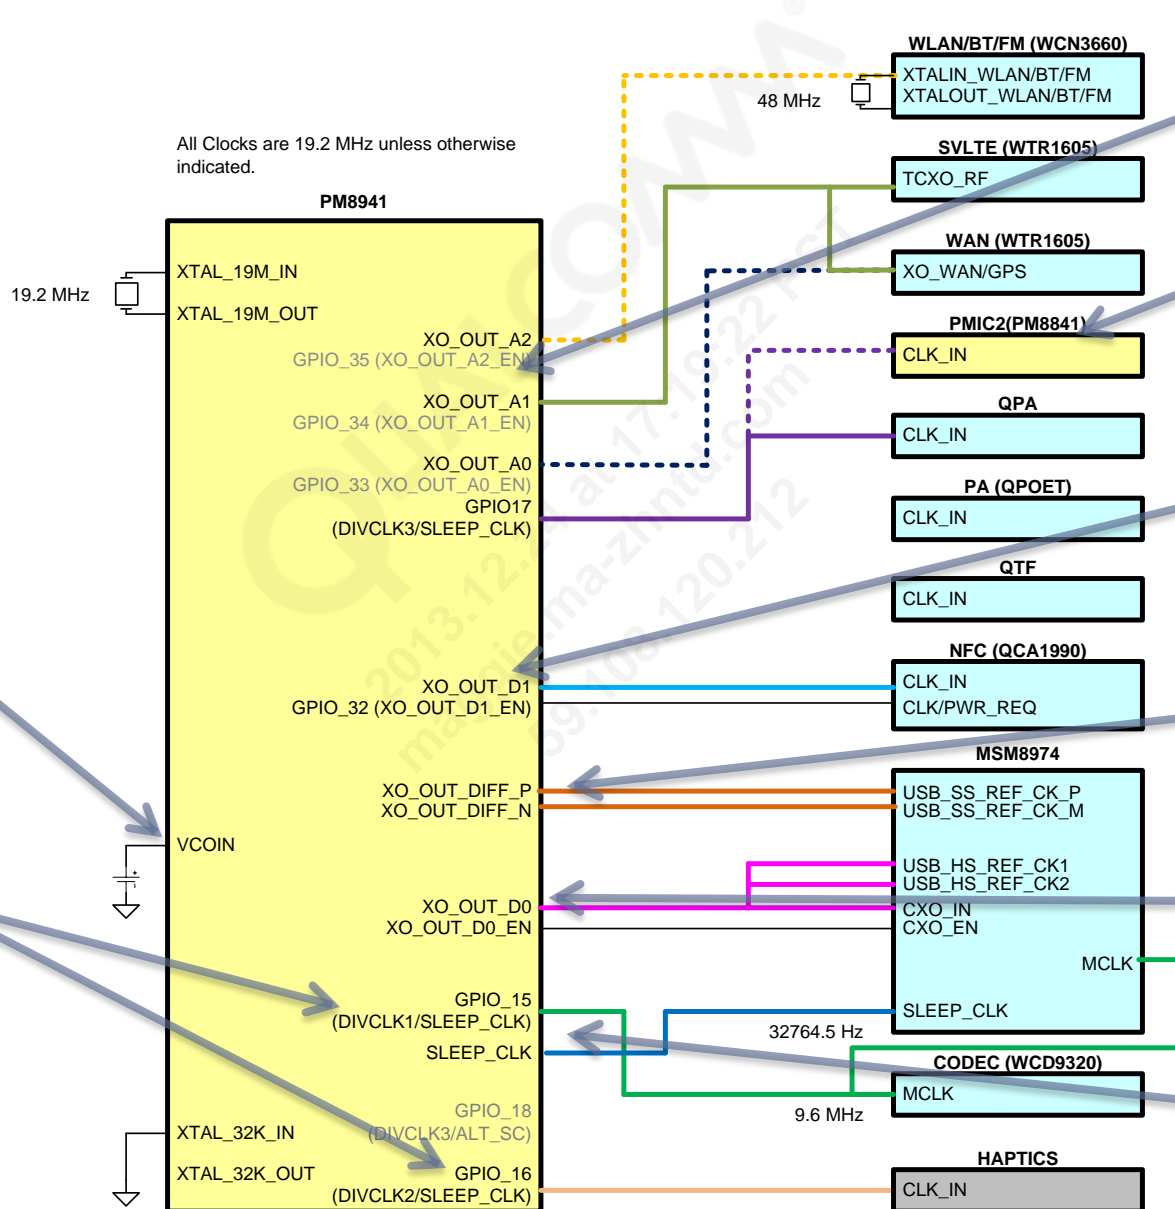 WLAN/BT/FM (WCN3660)
XTALIN_WLAN/BT/FM
XTALOUT_WLAN/BT/FM
48 MHz
All Clocks are 19.2 MHz unless otherwise
indicated.
SVLTE (WTR1605)
TCXO_RF
PM8941
WAN (WTR1605)
XO_WAN/GPS
XTAL_19M_IN
19.2 MHz
XTAL_19M_OUT
PMIC2(PM8841)
CLK_IN
XO_OUT_A2
GPIO_35 (XO_OUT_A2_EN)
XO_OUT_A1
GPIO_34 (XO_OUT_A1_EN)
QPA
CLK_IN
XO_OUT_A0
GPIO_33 (XO_OUT_A0_EN)
GPIO17
(DIVCLK3/SLEEP_CLK)
PA (QPOET)
CLK_IN
QTF
CLK_IN
NFC (QCA1990)
CLK_IN
CLK/PWR_REQ
XO_OUT_D1
GPIO_32 (XO_OUT_D1_EN)
MSM8974
XO_OUT_DIFF_P
XO_OUT_DIFF_N
USB_SS_REF_CK_P
USB_SS_REF_CK_M
VCOIN
USB_HS_REF_CK1
USB_HS_REF_CK2
CXO_IN
CXO_EN
XO_OUT_D0
XO_OUT_D0_EN
MCLK
GPIO_15
(DIVCLK1/SLEEP_CLK)
SLEEP_CLK
SLEEP_CLK
32764.5 Hz
CODEC (WCD9320)
MCLK
9.6 MHz
GPIO_18
(DIVCLK3/ALT_SC)
XTAL_32K_IN
XTAL_32K_OUT
GPIO_16
(DIVCLK2/SLEEP_CLK)
HAPTICS
CLK_IN
QUALCOMM
59.108.120.212